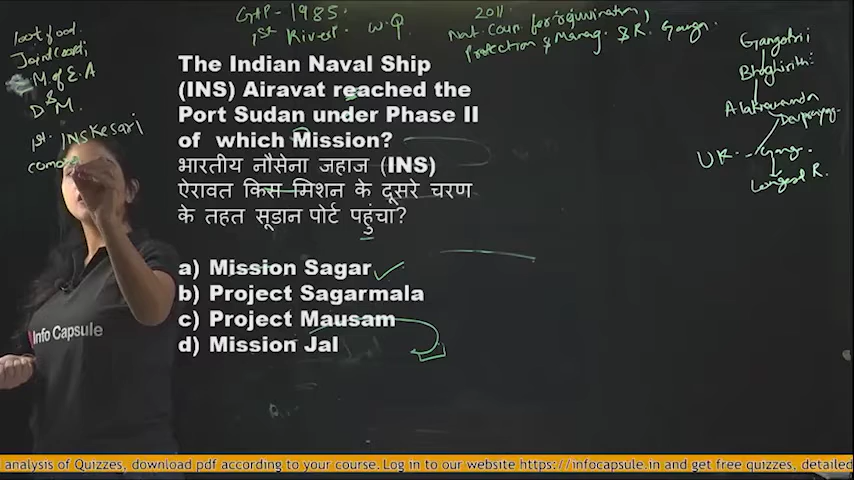 GAP - 1985.
1st River.
W.Q
2011
Nat. Coun. for rejuvination,
Protection & Manag. & R. Ganga.
100t of food.
M. of E. A
&
D M.
1st. INS Kesari
comoros
Gangotri
Alaknanda
Devprayag
UK - Ganga.
Longest R.
The Indian Naval Ship
(INS) Airavat reached the
Port Sudan under Phase II
of which Mission?
भारतीय नौसेना जहाज (INS)
ऐरावत किस मिशन के दूसरे चरण
के तहत सूडान पोर्ट पहुंचा?
a) Mission Sagar
b) Project Sagarmala
c) Project Mausam
d) Mission Jal
Info Capsule
analysis of Quizzes, download pdf according to your course. Log in to our website https://infocapsule.in and get free quizzes, detailed